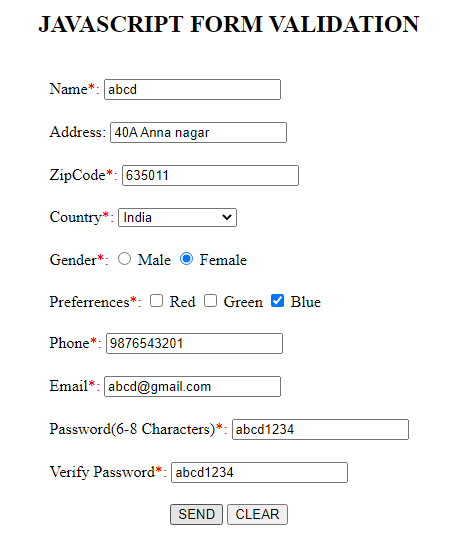 JAVASCRIPT FORM VALIDATION
Name*: abcd
Address: 40A Anna nagar
ZipCode*: 635011
Country*: India
Gender*: Male Female
Preferrences*: Red Green Blue
Phone*: 9876543201
Email*: abcd@gmail.com
Password(6-8 Characters)*: abcd1234
Verify Password*: abcd1234
SEND CLEAR